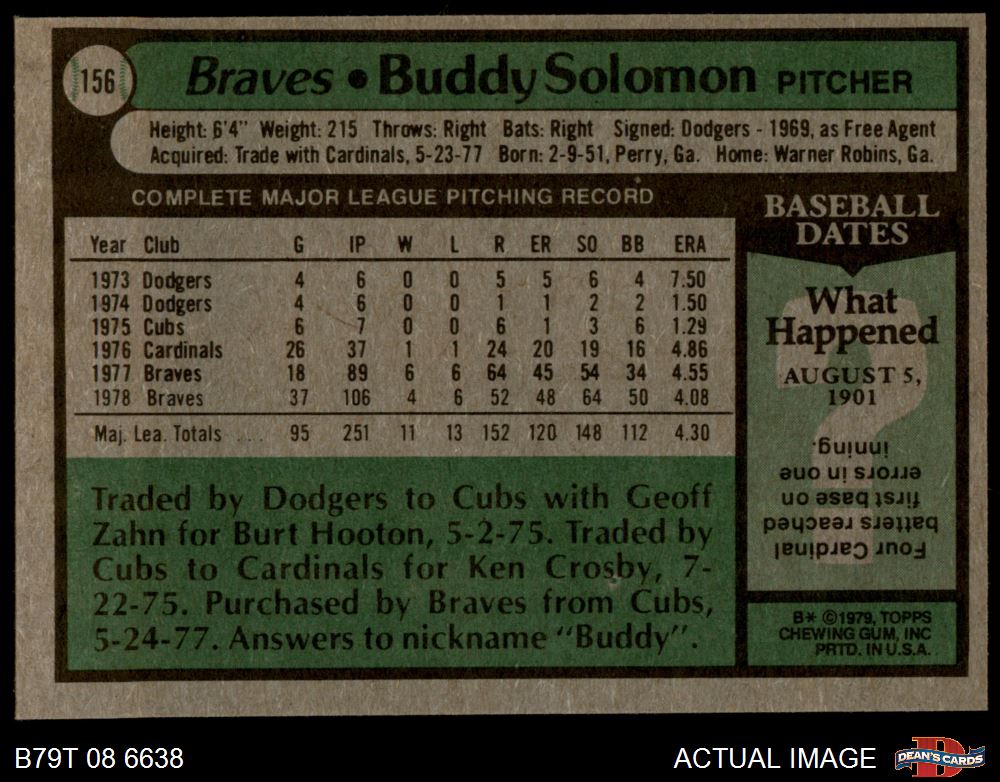 156
Braves • Buddy Solomon PITCHER
Height: 6'4" Weight: 215 Throws: Right Bats: Right Signed: Dodgers - 1969, as Free Agent
Acquired: Trade with Cardinals, 5-23-77 Born: 2-9-51, Perry, Ga. Home: Warner Robins, Ga.
COMPLETE MAJOR LEAGUE PITCHING RECORD
Year Club G IP W L R ER SO BB ERA
1973 Dodgers 4 6 0 0 5 5 6 4 7.50
1974 Dodgers 4 6 0 0 1 1 2 2 1.50
1975 Cubs 6 7 0 0 6 1 3 6 1.29
1976 Cardinals 26 37 1 1 24 20 19 16 4.86
1977 Braves 18 89 6 6 64 45 54 34 4.55
1978 Braves 37 106 4 6 52 48 64 50 4.08
Maj. Lea. Totals .... 95 251 11 13 152 120 148 112 4.30
Traded by Dodgers to Cubs with Geoff
Zahn for Burt Hooton, 5-2-75. Traded by
Cubs to Cardinals for Ken Crosby, 7-
22-75. Purchased by Braves from Cubs,
5-24-77. Answers to nickname "Buddy".
BASEBALL
DATES
What
Happened
AUGUST 5,
1901
?
Four Cardinal
batters reached
first base on
errors in one
inning.
B* ©1979, TOPPS
CHEWING GUM, INC
PRTD. IN U.S.A.
B79T 08 6638
ACTUAL IMAGE
D
DEAN'S CARDS